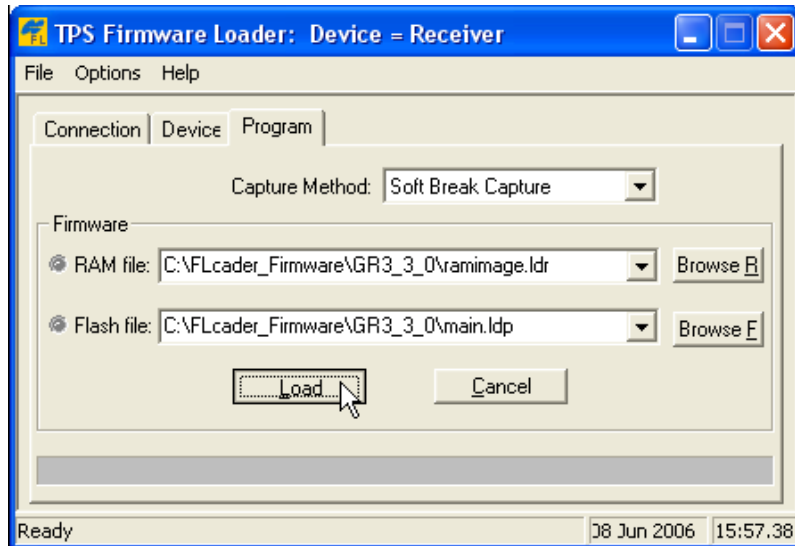 FL TPS Firmware Loader: Device = Receiver
File Options Help
Connection Device Program
Capture Method: Soft Break Capture
Firmware
RAM file: C:\FLcader_Firmware\GR3_3_0\ramimage.ldr Browse R
Flash file: C:\FLcader_Firmware\GR3_3_0\main.ldp Browse F
Load Cancel
Ready 08 Jun 2006 15:57.38